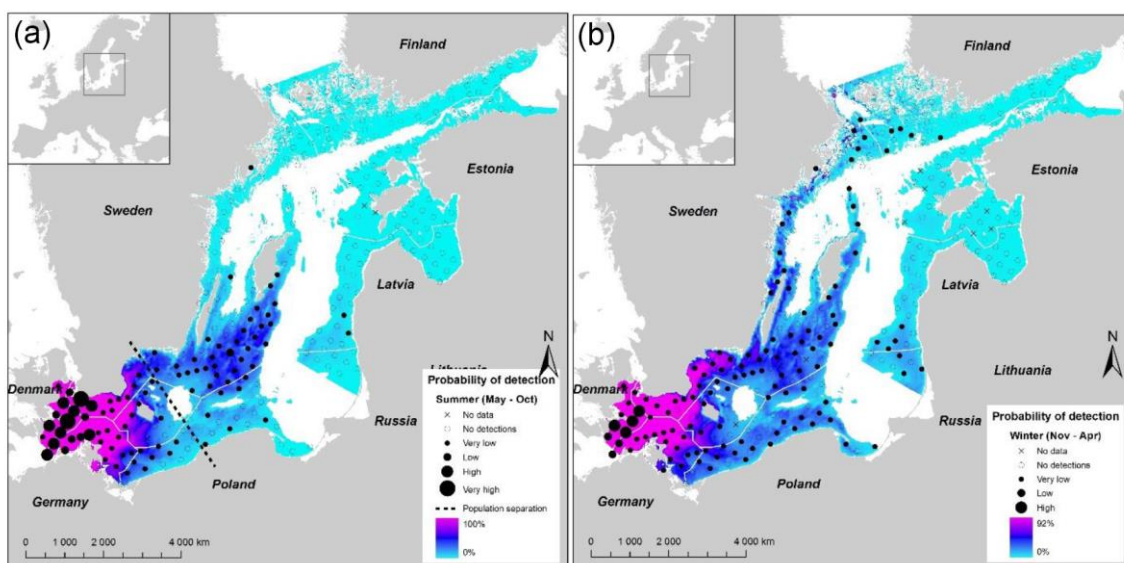 (a)
Finland
Estonia
Sweden
Latvia
N
Lithuania
Denmark
Russia
Poland
Germany
Probability of detection
Summer (May - Oct)
No data
No detections
Very low
Low
High
Very high
Population separation
100%
0%
0 1 000 2 000 4 000 km
(b)
Finland
Estonia
Sweden
Latvia
N
Lithuania
Denmark
Russia
Poland
Germany
Probability of detection
Winter (Nov - Apr)
No data
No detections
Very low
Low
High
92%
0%
0 1 000 2 000 4 000 km